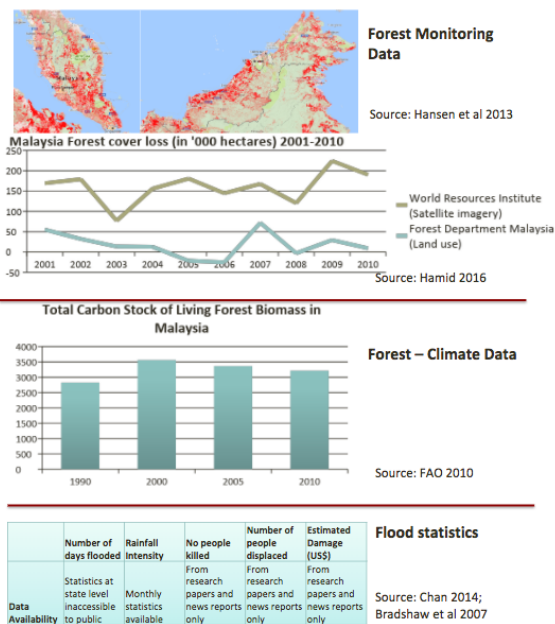 Forest Monitoring
Data
Source: Hansen et al 2013
Malaysia Forest cover loss (in '000 hectares) 2001-2010
250
200
150
100
50
0
-50
2001 2002 2003 2004 2005 2006 2007 2008 2009 2010
World Resources Institute
(Satellite imagery)
Forest Department Malaysia
(Land use)
Source: Hamid 2016
Total Carbon Stock of Living Forest Biomass in
Malaysia
4000
3500
3000
2500
2000
1500
1000
500
0
1990 2000 2005 2010
Forest – Climate Data
Source: FAO 2010
Number of
days flooded
Rainfall
Intensity
No people
killed
Number of
people
displaced
Estimated
Damage
(US$)
Data
Availability
Statistics at
state level
inaccessible
to public
Monthly
statistics
available
From
research
papers and
news reports
only
From
research
papers and
news reports
only
From
research
papers and
news reports
only
Flood statistics
Source: Chan 2014;
Bradshaw et al 2007